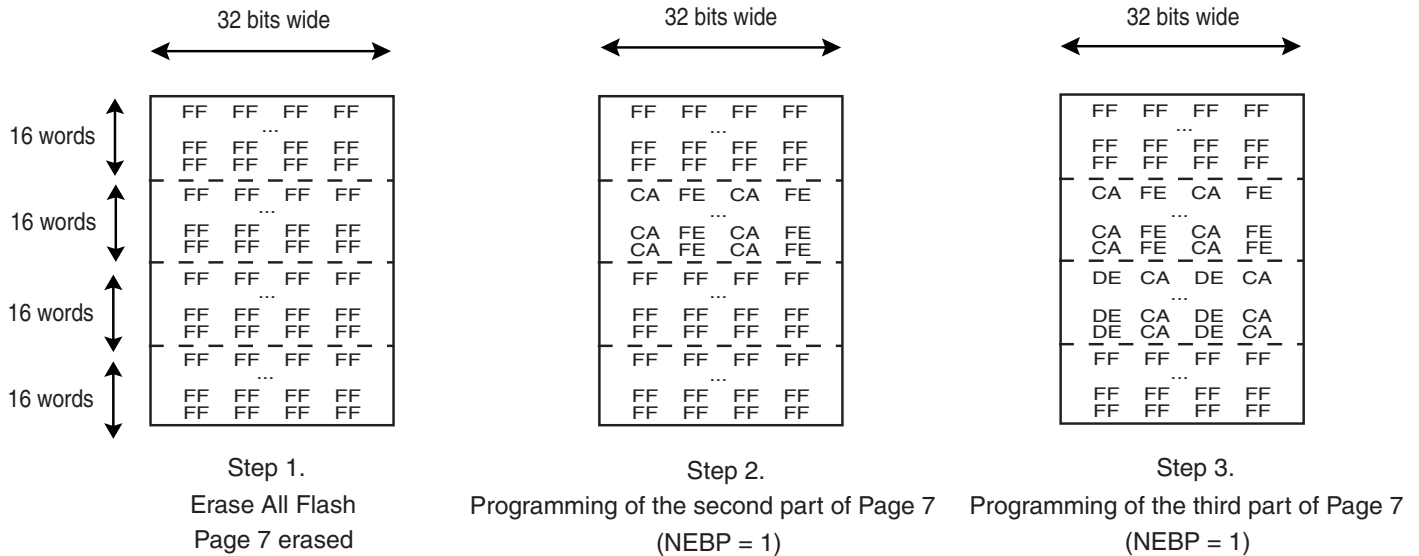 32 bits wide
32 bits wide
32 bits wide
16 words
16 words
16 words
16 words
FF FF FF FF
...
FF FF FF FF
FF FF FF FF
FF FF FF FF
...
FF FF FF FF
FF FF FF FF
FF FF FF FF
...
FF FF FF FF
FF FF FF FF
FF FF FF FF
...
FF FF FF FF
FF FF FF FF
Step 1.
Erase All Flash
Page 7 erased
FF FF FF FF
...
FF FF FF FF
FF FF FF FF
CA FE CA FE
...
CA FE CA FE
CA FE CA FE
FF FF FF FF
...
FF FF FF FF
FF FF FF FF
FF FF FF FF
...
FF FF FF FF
FF FF FF FF
Step 2.
Programming of the second part of Page 7
(NEBP = 1)
FF FF FF FF
...
FF FF FF FF
FF FF FF FF
CA FE CA FE
...
CA FE CA FE
CA FE CA FE
DE CA DE CA
...
DE CA DE CA
DE CA DE CA
FF FF FF FF
...
FF FF FF FF
FF FF FF FF
Step 3.
Programming of the third part of Page 7
(NEBP = 1)